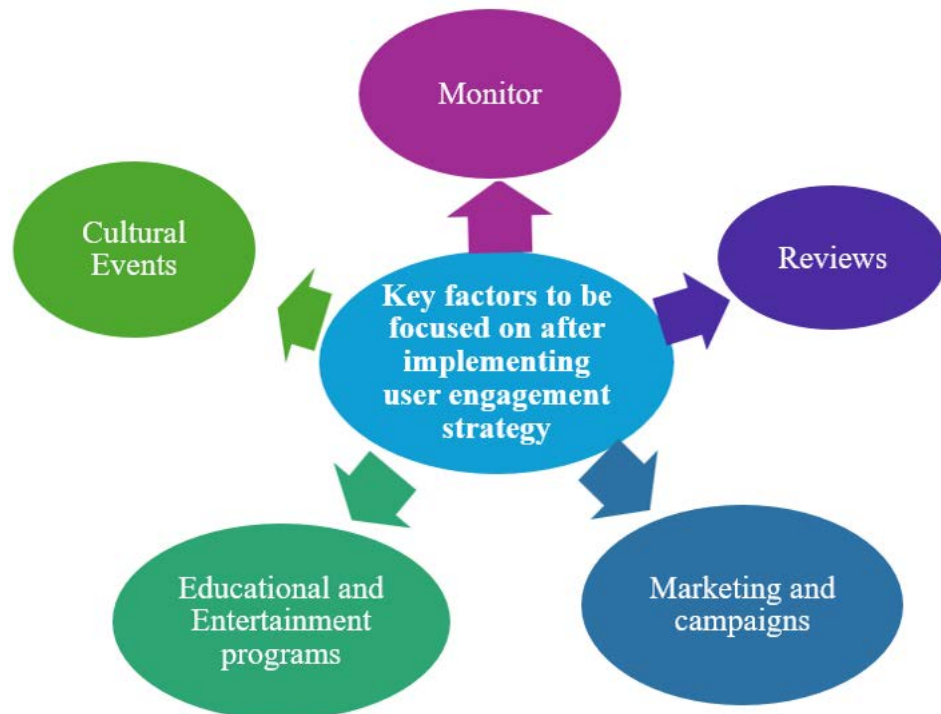 Monitor
Cultural
Events
Reviews
Key factors to be
focused on after
implementing
user engagement
strategy
Educational and
Entertainment
programs
Marketing and
campaigns